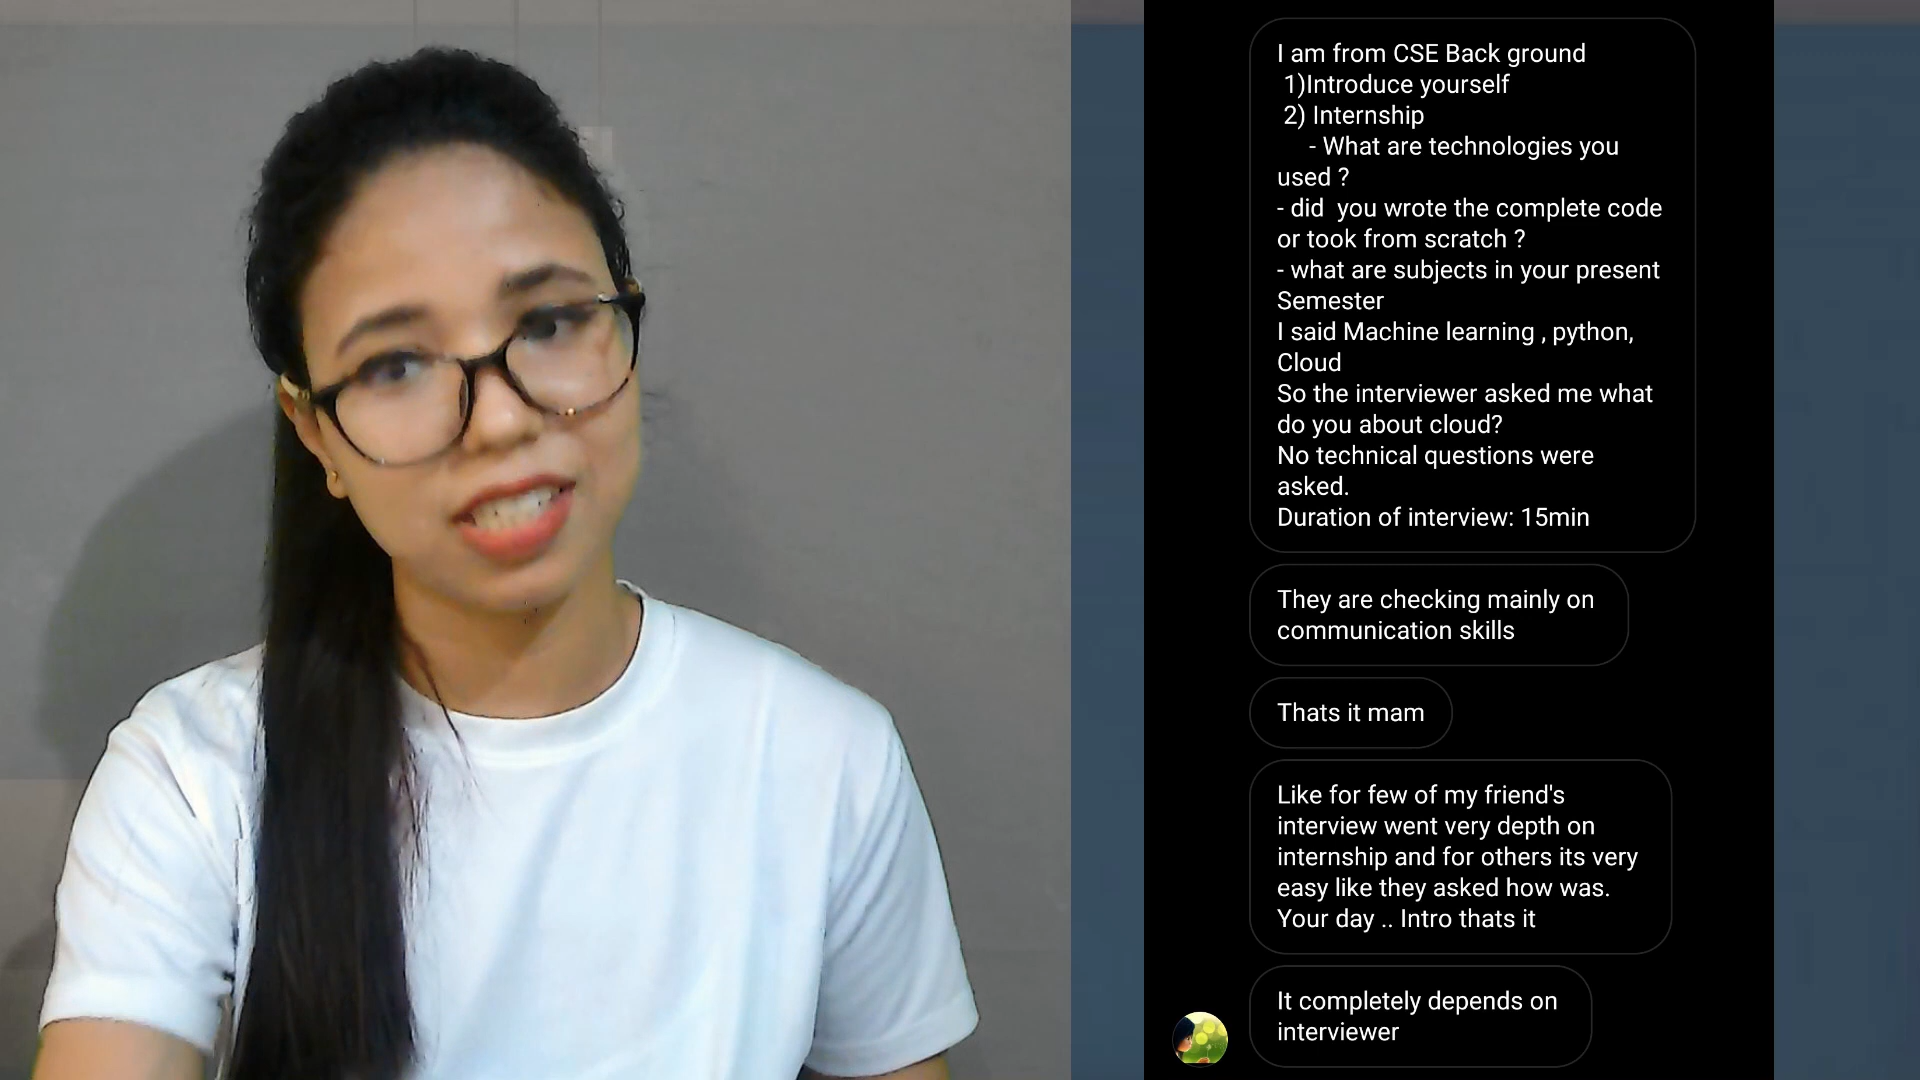 I am from CSE Back ground
1)Introduce yourself
2) Internship
- What are technologies you
used ?
- did  you wrote the complete code
or took from scratch ?
- what are subjects in your present
Semester
I said Machine learning , python,
Cloud
So the interviewer asked me what
do you about cloud?
No technical questions were
asked.
Duration of interview: 15min
They are checking mainly on
communication skills
Thats it mam
Like for few of my friend's
interview went very depth on
internship and for others its very
easy like they asked how was.
Your day .. Intro thats it
It completely depends on
interviewer